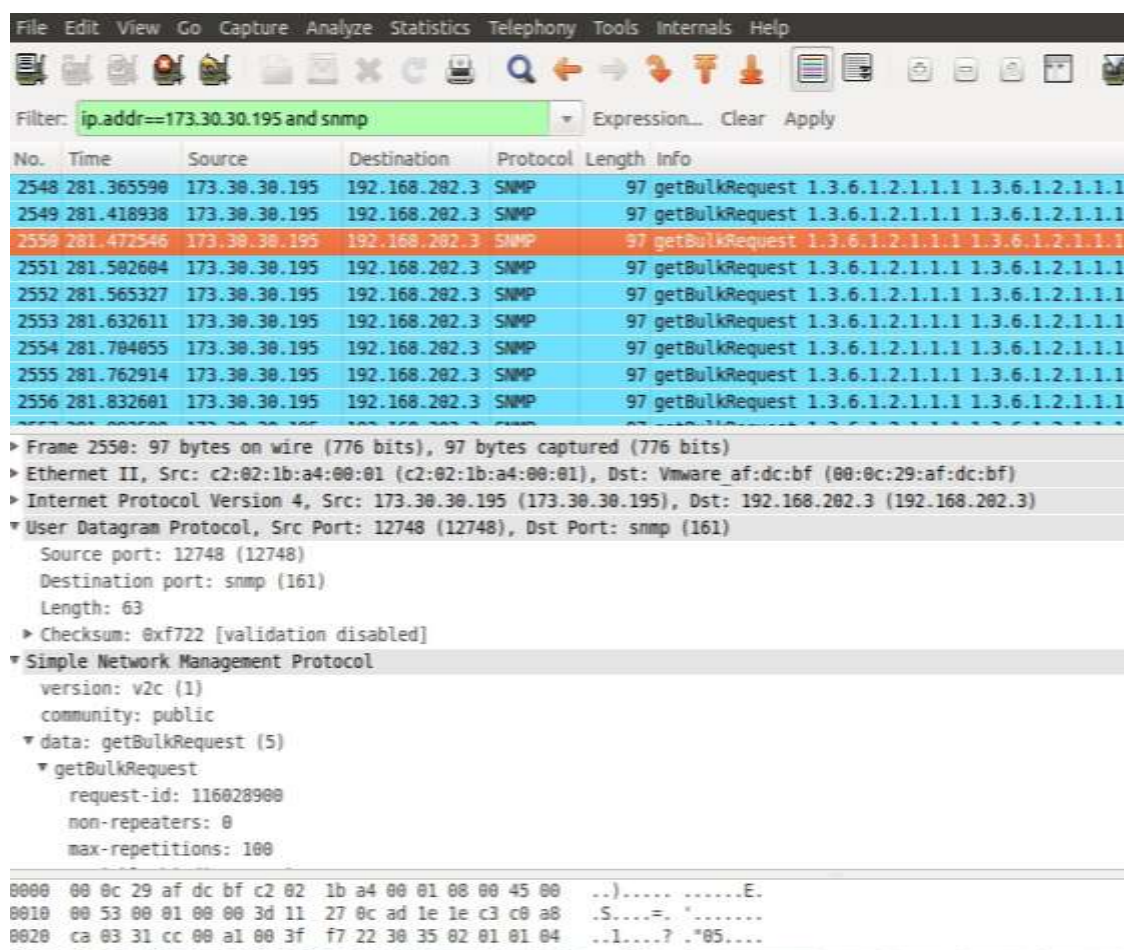 File Edit View Go Capture Analyze Statistics Telephony Tools Internals Help
Filter: ip.addr==173.30.30.195 and snmp Expression... Clear Apply
No. Time Source Destination Protocol Length Info
2548 281.365590 173.30.30.195 192.168.202.3 SNMP 97 getBulkRequest 1.3.6.1.2.1.1.1 1.3.6.1.2.1.1.1
2549 281.418938 173.30.30.195 192.168.202.3 SNMP 97 getBulkRequest 1.3.6.1.2.1.1.1 1.3.6.1.2.1.1.1
2550 281.472546 173.30.30.195 192.168.202.3 SNMP 97 getBulkRequest 1.3.6.1.2.1.1.1 1.3.6.1.2.1.1.1
2551 281.502604 173.30.30.195 192.168.202.3 SNMP 97 getBulkRequest 1.3.6.1.2.1.1.1 1.3.6.1.2.1.1.1
2552 281.565327 173.30.30.195 192.168.202.3 SNMP 97 getBulkRequest 1.3.6.1.2.1.1.1 1.3.6.1.2.1.1.1
2553 281.632611 173.30.30.195 192.168.202.3 SNMP 97 getBulkRequest 1.3.6.1.2.1.1.1 1.3.6.1.2.1.1.1
2554 281.704055 173.30.30.195 192.168.202.3 SNMP 97 getBulkRequest 1.3.6.1.2.1.1.1 1.3.6.1.2.1.1.1
2555 281.762914 173.30.30.195 192.168.202.3 SNMP 97 getBulkRequest 1.3.6.1.2.1.1.1 1.3.6.1.2.1.1.1
2556 281.832601 173.30.30.195 192.168.202.3 SNMP 97 getBulkRequest 1.3.6.1.2.1.1.1 1.3.6.1.2.1.1.1
Frame 2550: 97 bytes on wire (776 bits), 97 bytes captured (776 bits)
Ethernet II, Src: c2:02:1b:a4:00:01 (c2:02:1b:a4:00:01), Dst: Vmware_af:dc:bf (00:0c:29:af:dc:bf)
Internet Protocol Version 4, Src: 173.30.30.195 (173.30.30.195), Dst: 192.168.202.3 (192.168.202.3)
User Datagram Protocol, Src Port: 12748 (12748), Dst Port: snmp (161)
Source port: 12748 (12748)
Destination port: snmp (161)
Length: 63
Checksum: 0xf722 [validation disabled]
Simple Network Management Protocol
version: v2c (1)
community: public
data: getBulkRequest (5)
getBulkRequest
request-id: 116028900
non-repeaters: 0
max-repetitions: 100
0000 00 0c 29 af dc bf c2 02 1b a4 00 01 08 00 45 00 ..)..... ......E.
0010 00 53 00 01 00 00 3d 11 27 0c ad 1e 1e c3 c0 a8 .S....=. '.......
0020 ca 03 31 cc 00 a1 00 3f f7 22 30 35 02 01 01 04 ..1....? ."05....